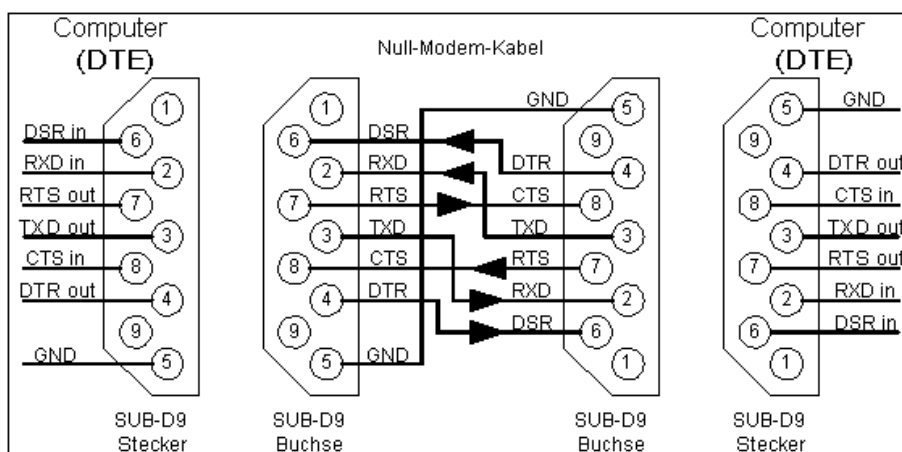 Computer
(DTE)
Null-Modem-Kabel
Computer
(DTE)
1
6
2
7
3
8
4
9
5
DSR in
RXD in
RTS out
TXD out
CTS in
DTR out
GND
SUB-D9
Stecker
1
6
2
7
3
8
4
9
5
DSR
RXD
RTS
TXD
CTS
DTR
GND
SUB-D9
Buchse
GND
DTR
CTS
TXD
RTS
RXD
DSR
5
9
4
8
3
7
2
6
1
SUB-D9
Buchse
5
9
4
8
3
7
2
6
1
GND
DTR out
CTS in
TXD out
RTS out
RXD in
DSR in
SUB-D9
Stecker